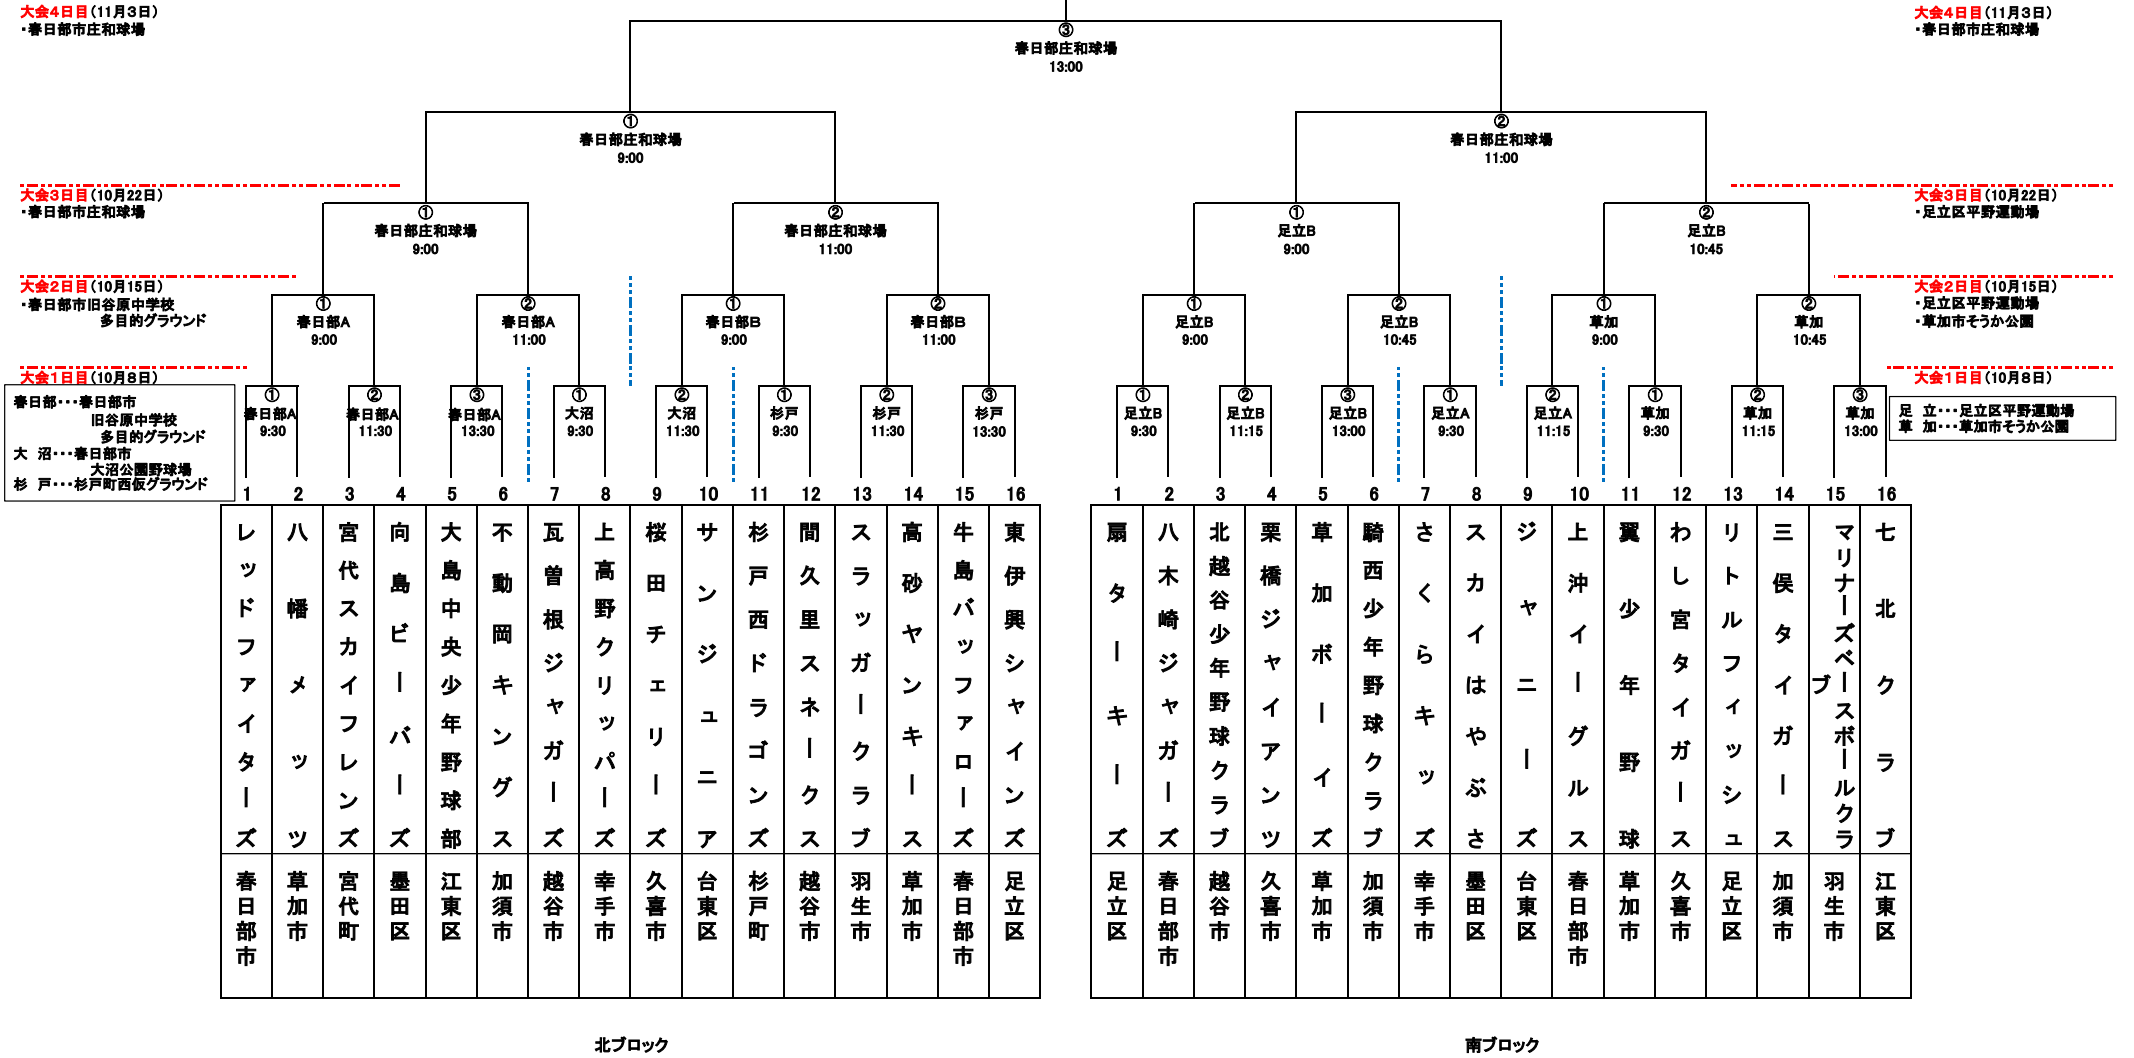 大会4日目(11月3日)
・春日部市庄和球場
大会4日目(11月3日)
・春日部市庄和球場
③
春日部庄和球場
13:00
①
春日部庄和球場
9:00
②
春日部庄和球場
11:00
大会3日目(10月22日)
・春日部市庄和球場
大会3日目(10月22日)
・足立区平野運動場
①
春日部庄和球場
9:00
②
春日部庄和球場
11:00
①
足立B
9:00
②
足立B
10:45
大会2日目(10月15日)
・春日部市旧谷原中学校
多目的グラウンド
大会2日目(10月15日)
・足立区平野運動場
・草加市そうか公園
①
春日部A
9:00
②
春日部A
11:00
①
春日部B
9:00
②
春日部B
11:00
①
足立B
9:00
②
足立B
10:45
①
草加
9:00
②
草加
10:45
大会1日目(10月8日)
春日部・・・春日部市
旧谷原中学校
多目的グラウンド
大 沼・・・春日部市
大沼公園野球場
杉 戸・・・杉戸町西仮グラウンド
大会1日目(10月8日)
足 立・・・足立区平野運動場
草 加・・・草加市そうか公園
①
春日部A
9:30
②
春日部A
11:30
③
春日部A
13:30
①
大沼
9:30
②
大沼
11:30
①
杉戸
9:30
②
杉戸
11:30
③
杉戸
13:30
①
足立B
9:30
②
足立B
11:15
③
足立B
13:00
①
足立A
9:30
②
足立A
11:15
①
草加
9:30
②
草加
11:15
③
草加
13:00
1
レッドファイターズ
春日部市
2
八幡メッツ
草加市
3
宮代スカイフレンズ
宮代町
4
向島ビーバーズ
墨田区
5
大島中央少年野球部
江東区
6
不動岡キングス
加須市
7
瓦曽根ジャガーズ
越谷市
8
上高野クリッパーズ
幸手市
9
桜田チェリーズ
久喜市
10
サンジュニア
台東区
11
杉戸西ドラゴンズ
杉戸町
12
間久里スネークス
越谷市
13
スラッガークラブ
羽生市
14
高砂ヤンキース
草加市
15
牛島バッファローズ
春日部市
16
東伊興シャインズ
足立区
1
扇ターキーズ
足立区
2
八木崎ジャガーズ
春日部市
3
北越谷少年野球クラブ
越谷市
4
栗橋ジャイアンツ
久喜市
5
草加ボーイズ
草加市
6
騎西少年野球クラブ
加須市
7
さくらキッズ
幸手市
8
スカイはやぶさ
墨田区
9
ジャニーズ
台東区
10
上沖イーグルス
春日部市
11
翼少年野球
草加市
12
わし宮タイガース
久喜市
13
リトルフィッシュ
足立区
14
三俣タイガース
加須市
15
マリナーズベースボールクラ
ブ
羽生市
16
七北クラブ
江東区
北ブロック
南ブロック